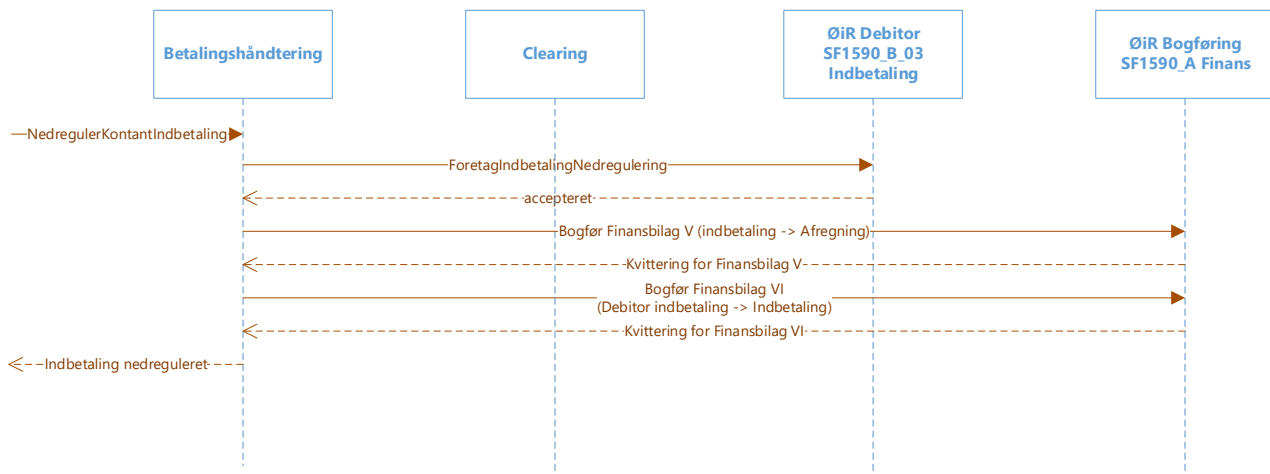 Betalingshåndtering
Clearing
ØiR Debitor
SF1590_B_03
Indbetaling
ØiR Bogføring
SF1590_A Finans
NedregulerKontantIndbetaling
ForetagIndbetalingNedregulering
accepteret
Bogfør Finansbilag V (indbetaling -> Afregning)
Kvittering for Finansbilag V
Bogfør Finansbilag VI
(Debitor indbetaling -> Indbetaling)
Kvittering for Finansbilag VI
Indbetaling nedreguleret